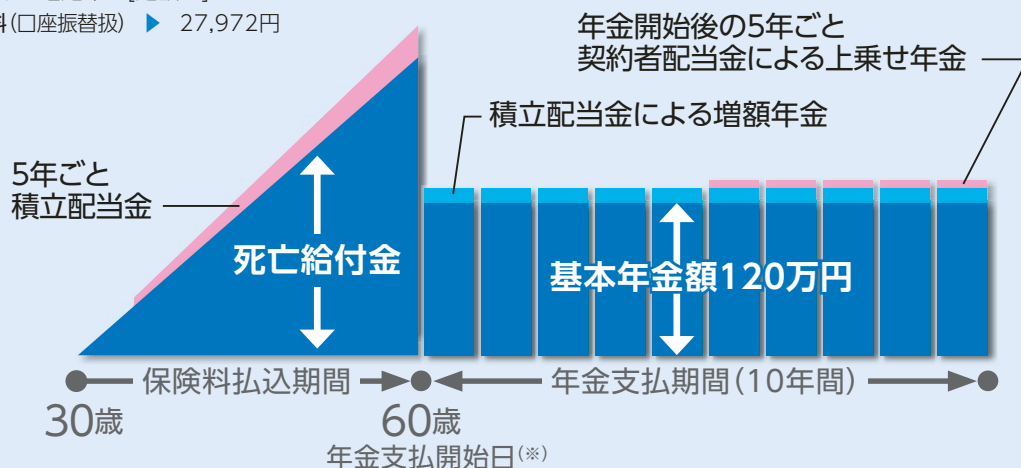 料(口座振替扱) ▶ 27,972円
年金開始後の5年ごと
契約者配当金による上乗せ年金
積立配当金による増額年金
5年ごと
積立配当金
死亡給付金
基本年金額120万円
保険料払込期間
年金支払期間(10年間)
30歳
60歳
年金支払開始日(※)